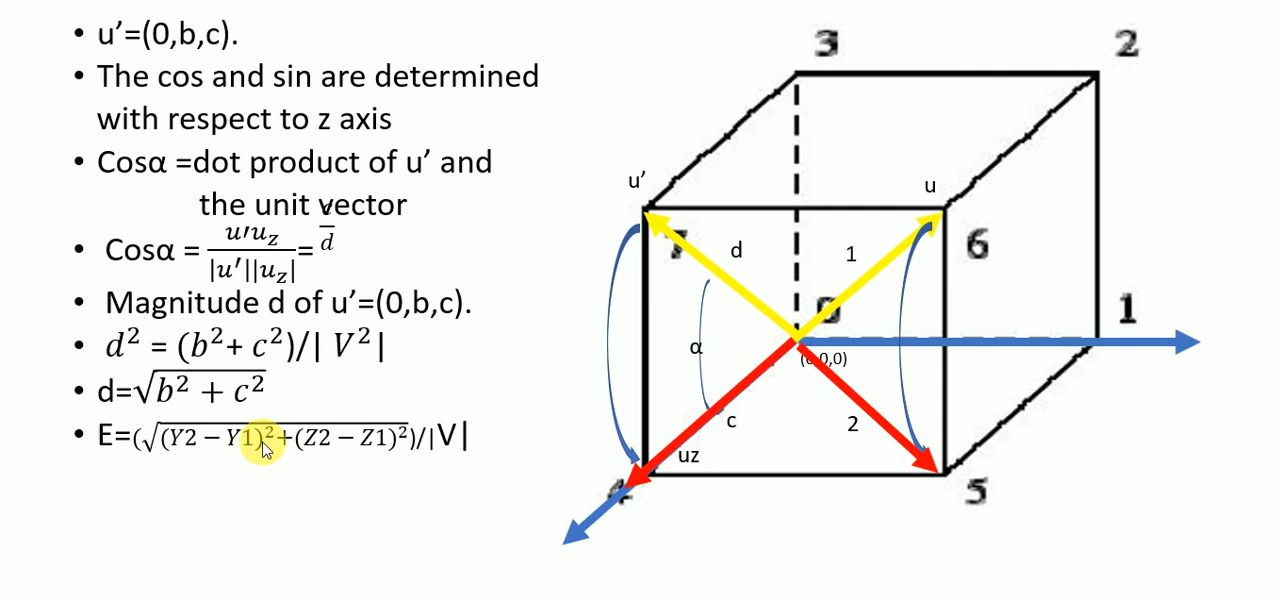 • u’=(0,b,c).
• The cos and sin are determined
with respect to z axis
• Cosα =dot product of u’ and
the unit vector
• Cosα = u′u_z / |u′||u_z| = / d
• Magnitude d of u’=(0,b,c).
• d² = (b²+ c²)/| V²|
• d=√(b² + c²)
• E=(√((Y2 − Y1)²+(Z2 − Z1)²)/|V|
3
2
u’
u
7
d
1
6
0
1
α
(0,0,0)
c
2
uz
4
5